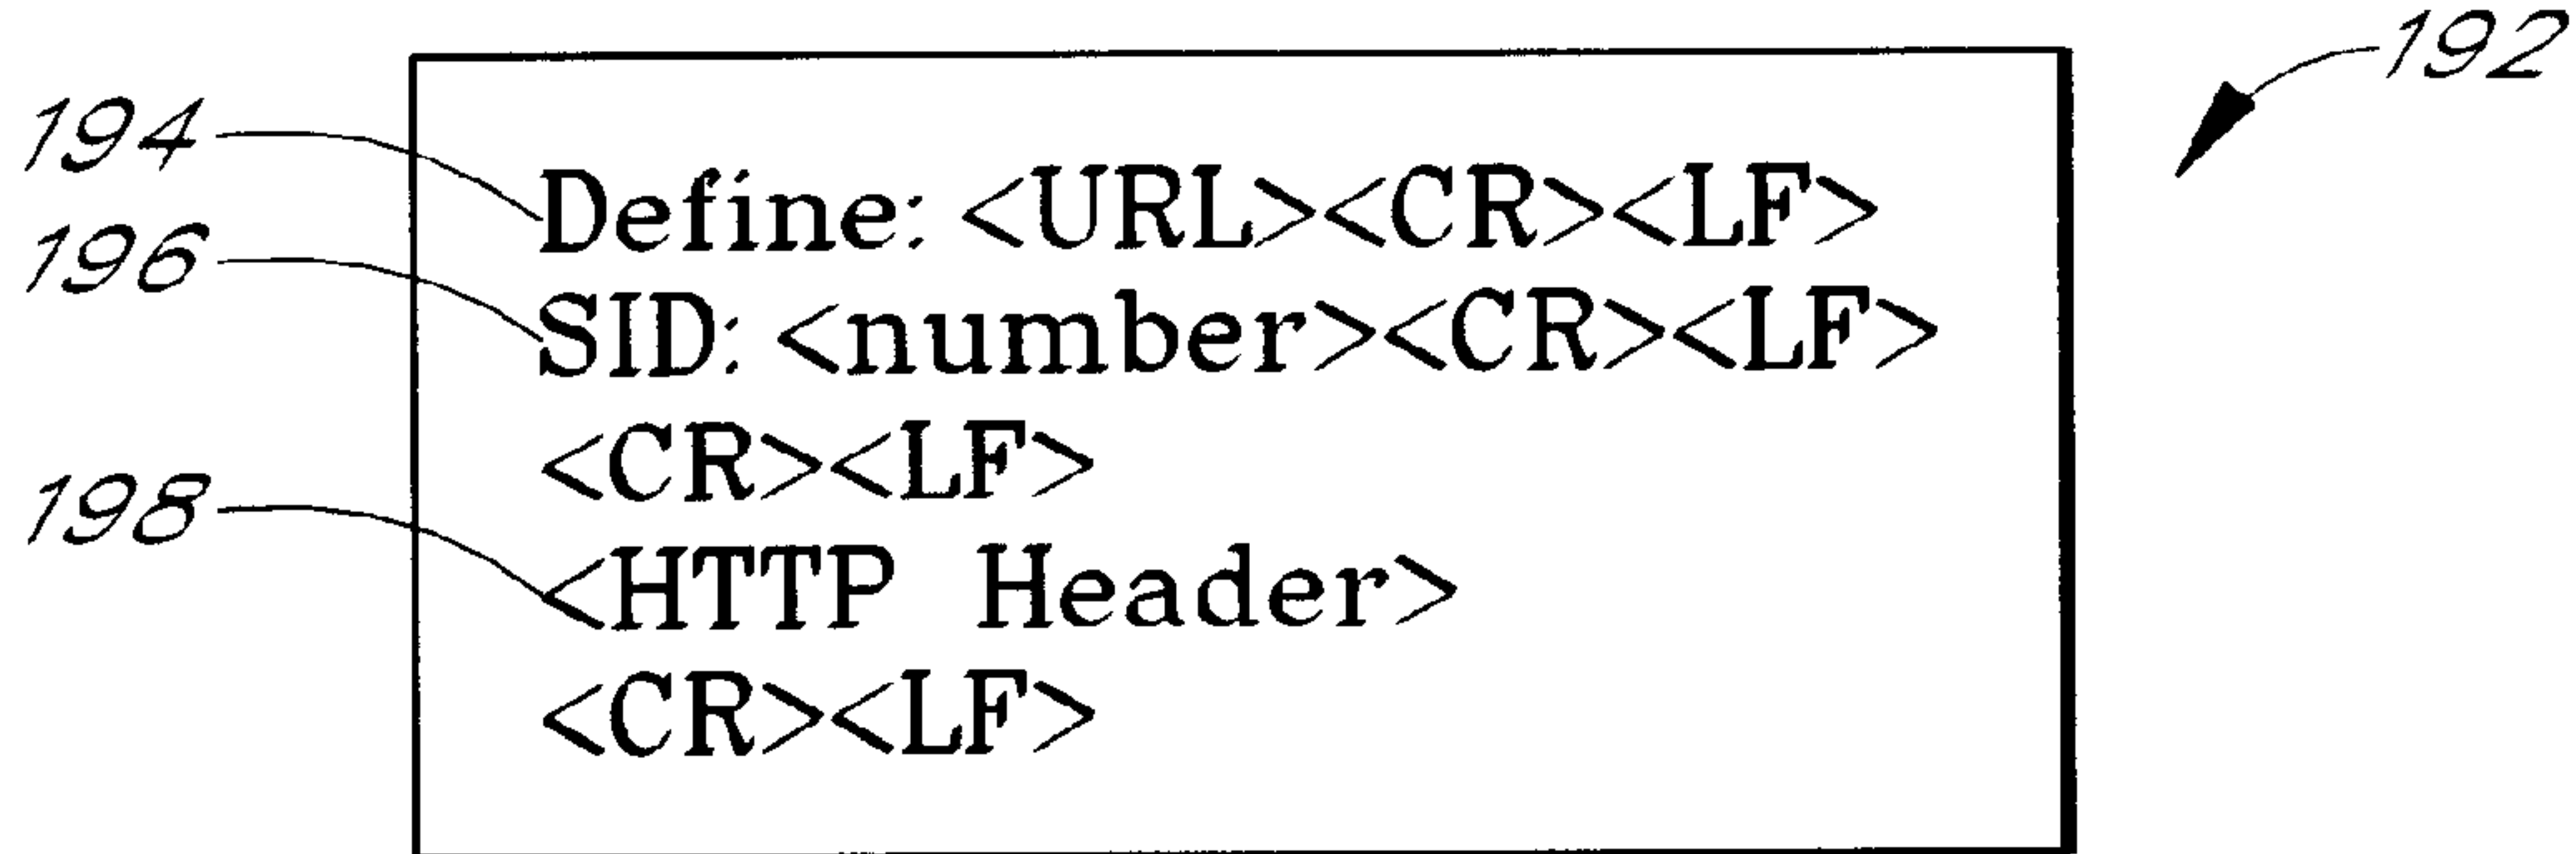 192
194
Define: <URL><CR><LF>
196
SID: <number><CR><LF>
<CR><LF>
198
<HTTP Header>
<CR><LF>